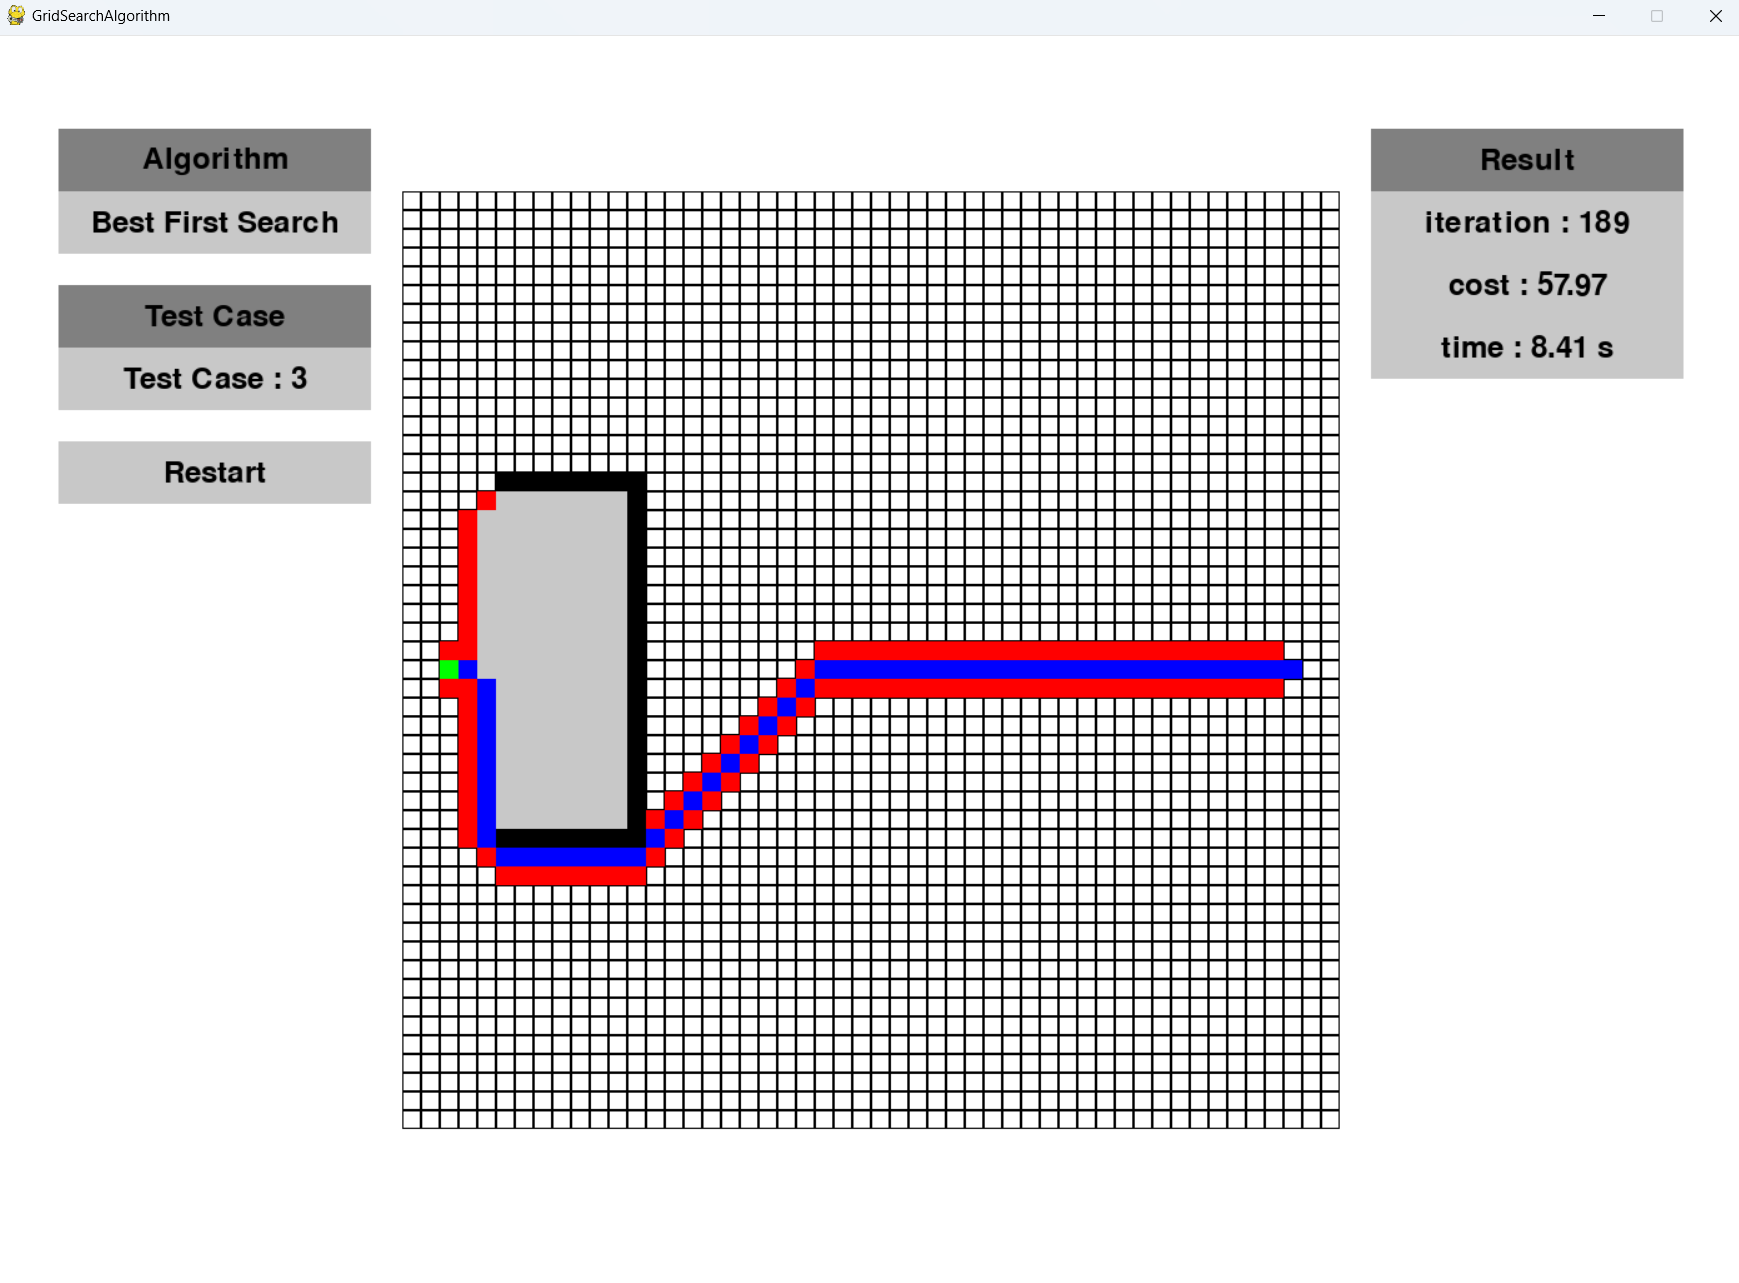 GridSearchAlgorithm
Algorithm
Best First Search
Test Case
Test Case : 3
Restart
Result
iteration : 189
cost : 57.97
time : 8.41 s